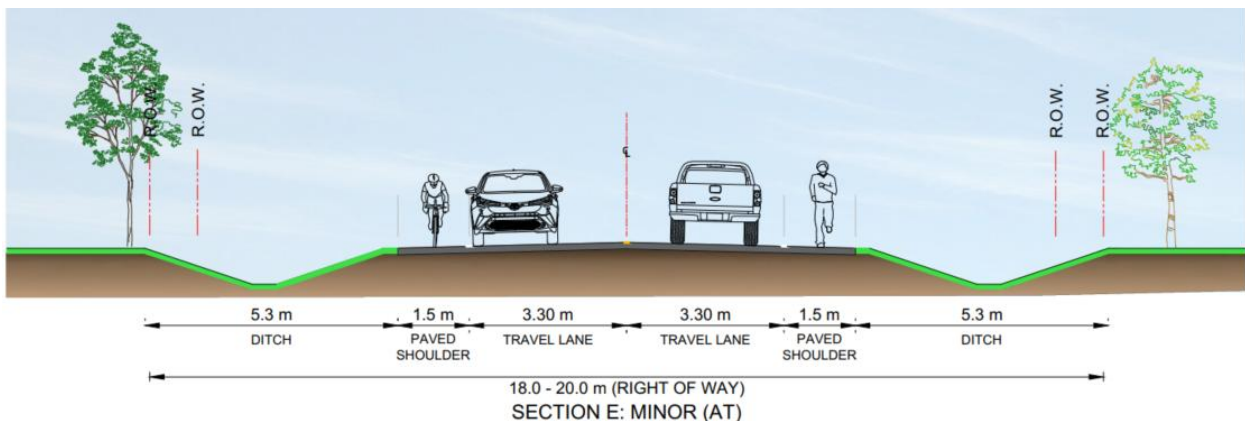 R.O.W.
R.O.W.
℄
R.O.W.
R.O.W.
5.3 m
1.5 m
3.30 m
3.30 m
1.5 m
5.3 m
DITCH
PAVED
SHOULDER
TRAVEL LANE
TRAVEL LANE
PAVED
SHOULDER
DITCH
18.0 - 20.0 m (RIGHT OF WAY)
SECTION E: MINOR (AT)